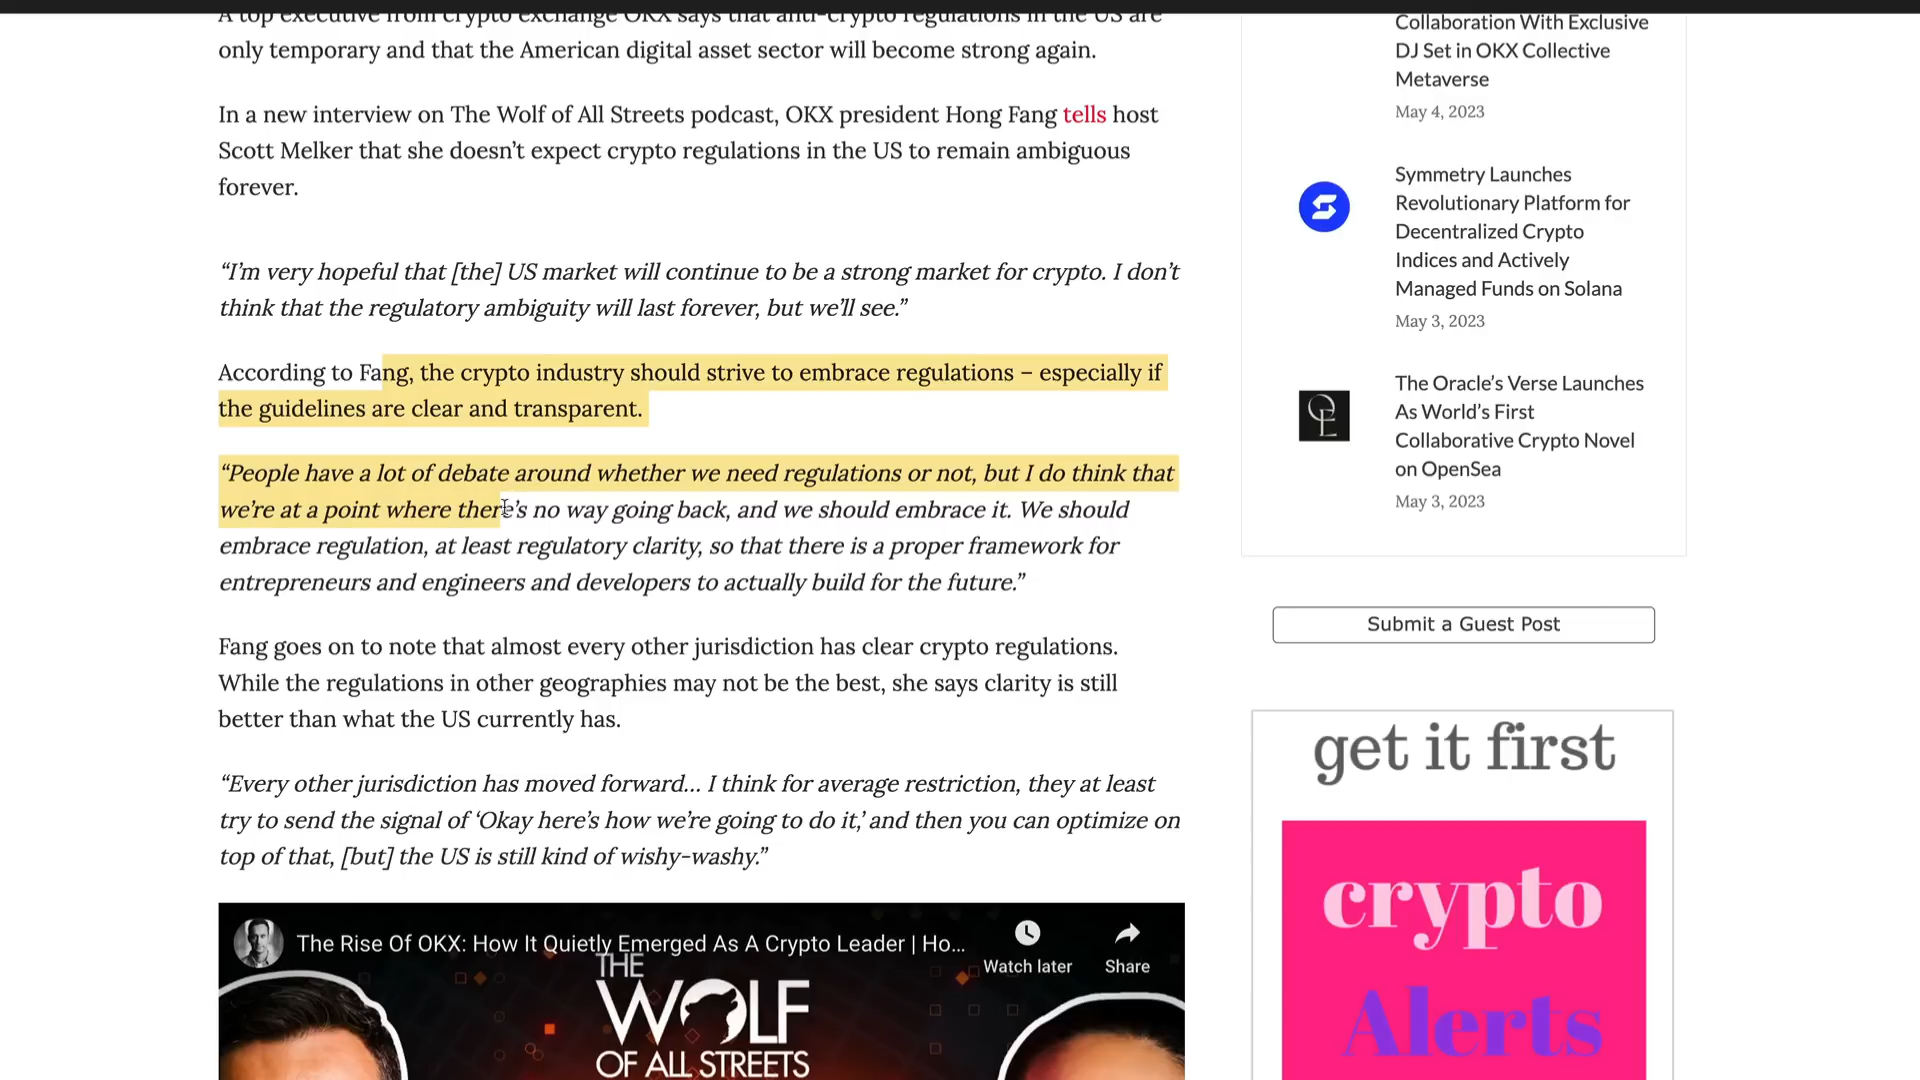 A top executive from crypto exchange OKX says that anti-crypto regulations in the US are
only temporary and that the American digital asset sector will become strong again.
In a new interview on The Wolf of All Streets podcast, OKX president Hong Fang tells host
Scott Melker that she doesn’t expect crypto regulations in the US to remain ambiguous
forever.
“I’m very hopeful that [the] US market will continue to be a strong market for crypto. I don’t
think that the regulatory ambiguity will last forever, but we’ll see.”
According to Fang, the crypto industry should strive to embrace regulations – especially if
the guidelines are clear and transparent.
“People have a lot of debate around whether we need regulations or not, but I do think that
we’re at a point where there’s no way going back, and we should embrace it. We should
embrace regulation, at least regulatory clarity, so that there is a proper framework for
entrepreneurs and engineers and developers to actually build for the future.”
Fang goes on to note that almost every other jurisdiction has clear crypto regulations.
While the regulations in other geographies may not be the best, she says clarity is still
better than what the US currently has.
“Every other jurisdiction has moved forward… I think for average restriction, they at least
try to send the signal of ‘Okay here’s how we’re going to do it,’ and then you can optimize on
top of that, [but] the US is still kind of wishy-washy.”
The Rise Of OKX: How It Quietly Emerged As A Crypto Leader | Ho...
Watch later
Share
THE
WOLF
OF ALL STREETS
Collaboration With Exclusive
DJ Set in OKX Collective
Metaverse
May 4, 2023
Symmetry Launches
Revolutionary Platform for
Decentralized Crypto
Indices and Actively
Managed Funds on Solana
May 3, 2023
The Oracle’s Verse Launches
As World’s First
Collaborative Crypto Novel
on OpenSea
May 3, 2023
Submit a Guest Post
get it first
crypto
Alerts